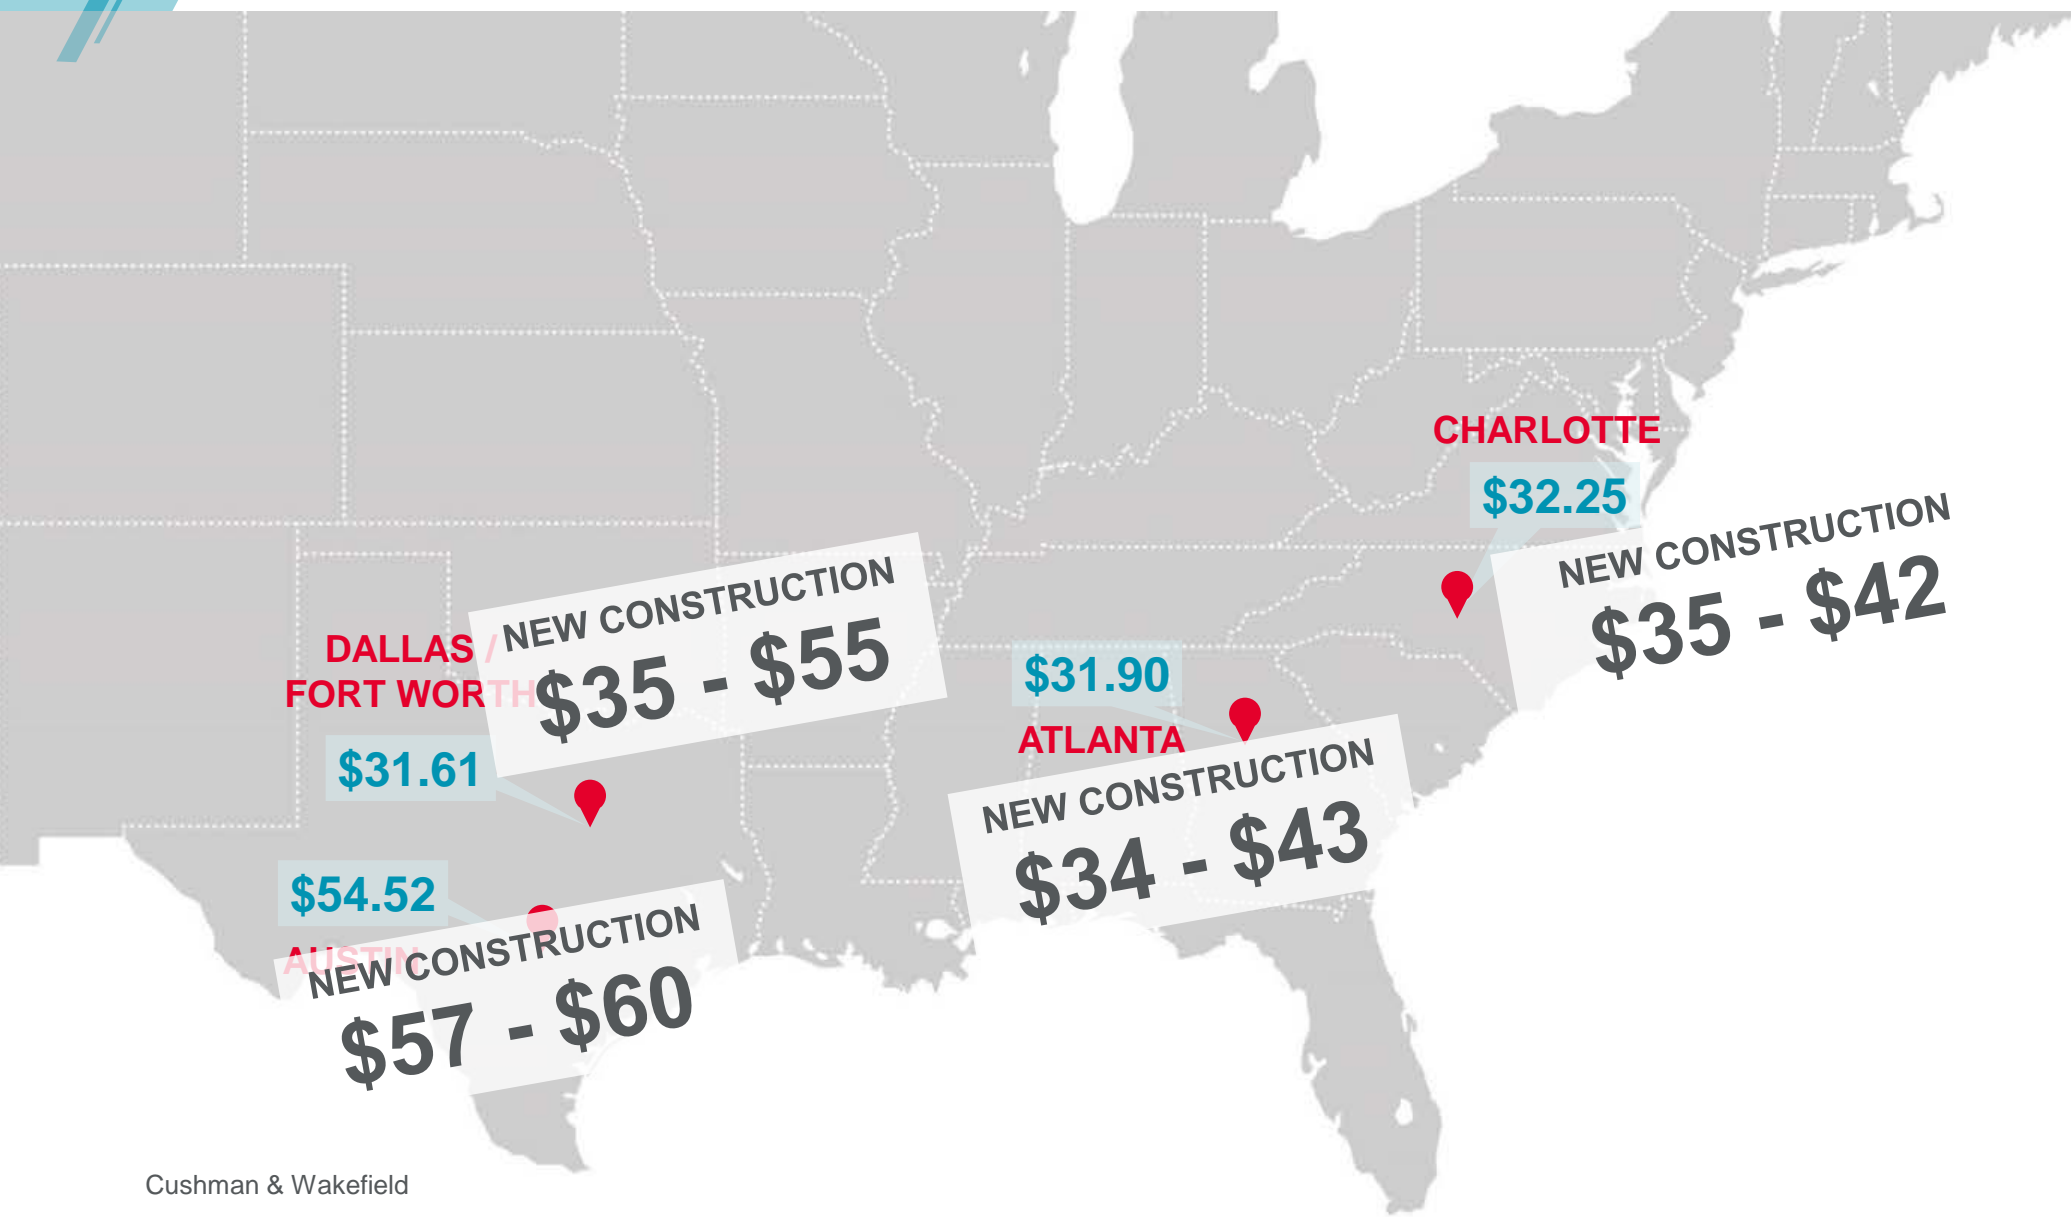 CHARLOTTE
$32.25
NEW CONSTRUCTION
$35 - $42
DALLAS /
FORT WORTH
$31.61
NEW CONSTRUCTION
$35 - $55
$31.90
ATLANTA
NEW CONSTRUCTION
$34 - $43
$54.52
AUSTIN
NEW CONSTRUCTION
$57 - $60
Cushman & Wakefield